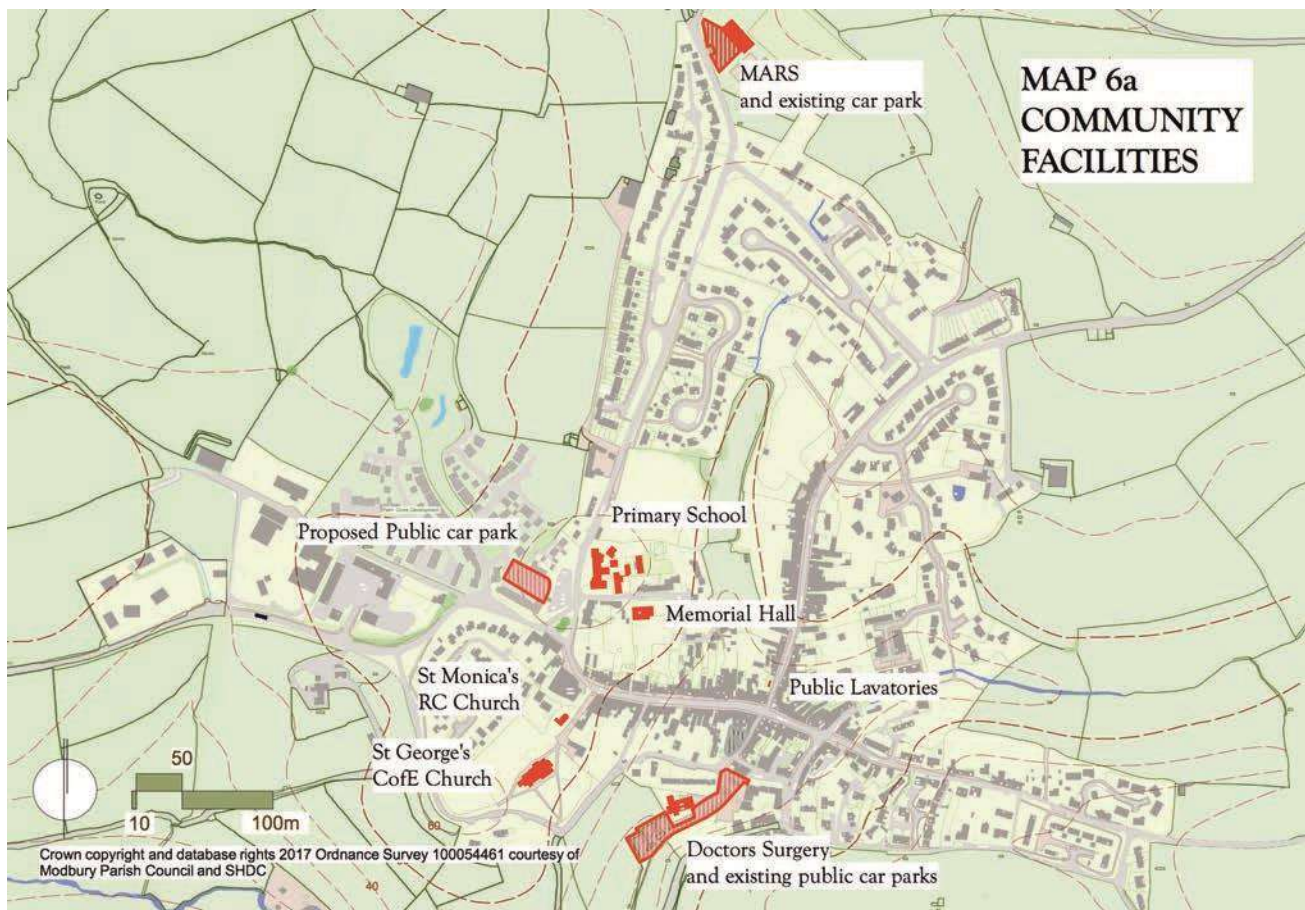 MARS
and existing car park
MAP 6a
COMMUNITY
FACILITIES
Primary School
Proposed Public car park
Memorial Hall
St Monica's
RC Church
Public Lavatories
St George's
CofE Church
50
10
100m
60
40
Doctors Surgery
and existing public car parks
Crown copyright and database rights 2017 Ordnance Survey 100054461 courtesy of
Modbury Parish Council and SHDC